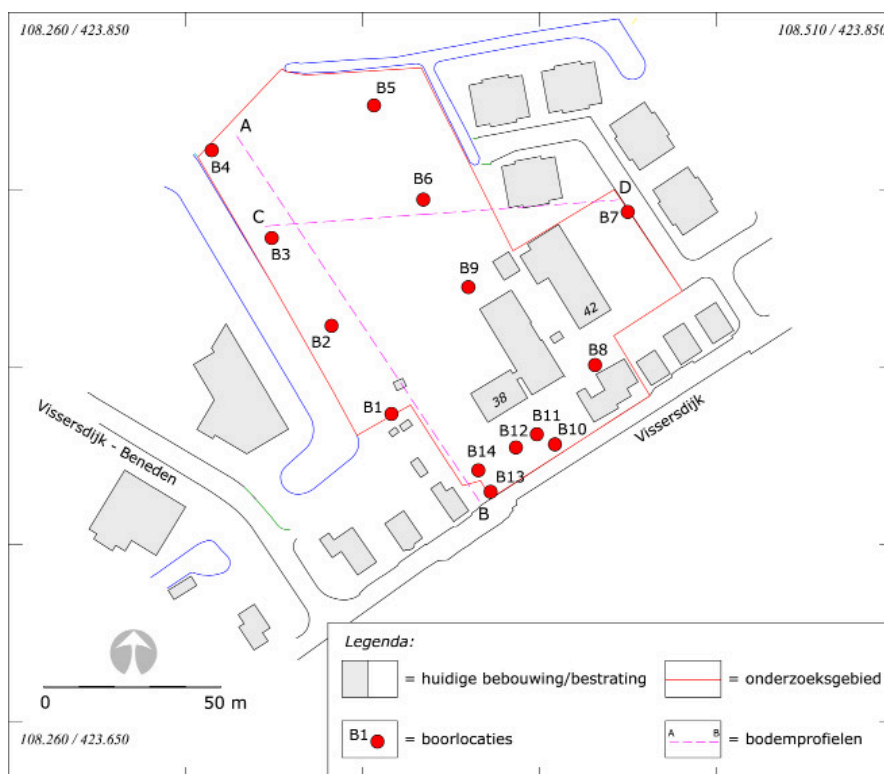 108.260 / 423.850
108.510 / 423.850
B5
A
B4
B6
D
B7
C
B3
B9
42
B2
B8
38
B1
B11
B12
B10
Vissersdijk
B14
B13
B
Vissersdijk - Beneden
0 50 m
108.260 / 423.650
Legenda:
= huidige bebouwing/bestrating
= onderzoeksgebied
B1 = boorlocaties
A B = bodemprofielen